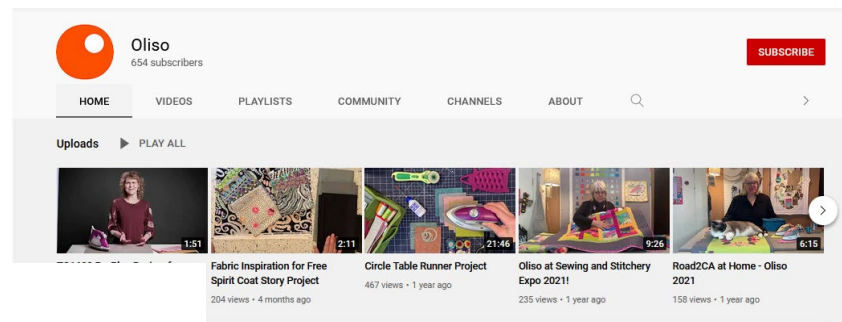 Oliso
654 subscribers
SUBSCRIBE
HOME VIDEOS PLAYLISTS COMMUNITY CHANNELS ABOUT
Uploads PLAY ALL
1:51 2:11 21:46 9:26 6:15
Fabric Inspiration for Free
Spirit Coat Story Project
204 views • 4 months ago
Circle Table Runner Project
467 views • 1 year ago
Oliso at Sewing and Stitchery
Expo 2021!
235 views • 1 year ago
Road2CA at Home - Oliso
2021
158 views • 1 year ago